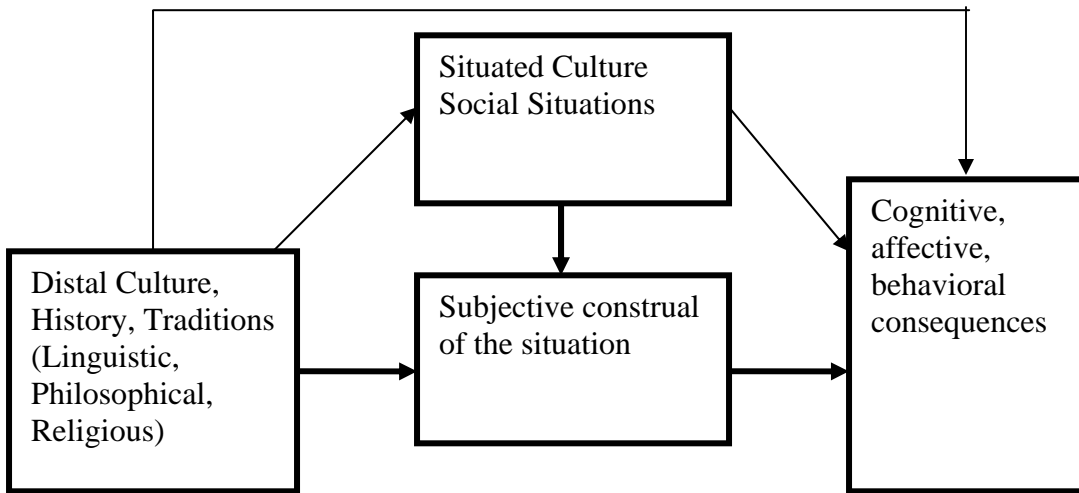 Situated Culture
Social Situations
Cognitive,
affective,
behavioral
consequences
Distal Culture,
History, Traditions
(Linguistic,
Philosophical,
Religious)
Subjective construal
of the situation